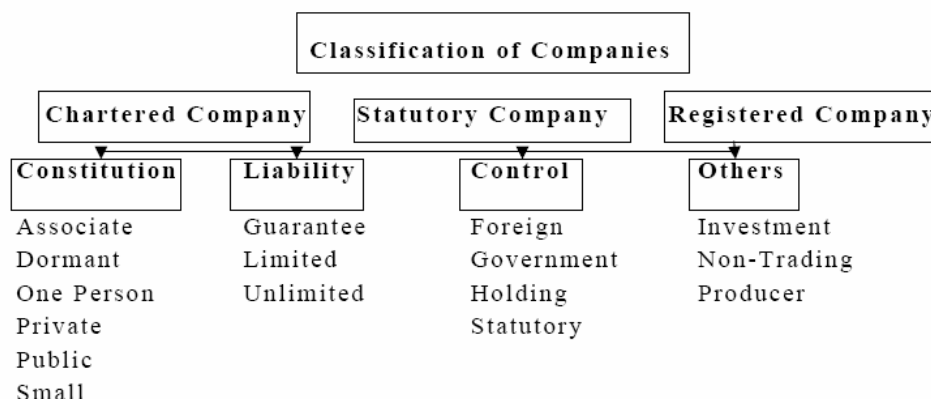 Classification of Companies
Chartered Company Statutory Company Registered Company
Constitution Liability Control Others
Associate Guarantee Foreign Investment
Dormant Limited Government Non-Trading
One Person Unlimited Holding Producer
Private Statutory
Public
Small